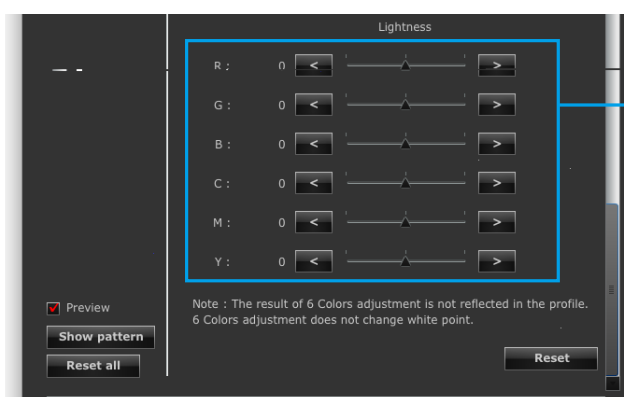 Lightness
R : 0 < >
G : 0 < >
B : 0 < >
C : 0 < >
M : 0 < >
Y : 0 < >
Note : The result of 6 Colors adjustment is not reflected in the profile.
6 Colors adjustment does not change white point.
Preview
Show pattern
Reset all
Reset